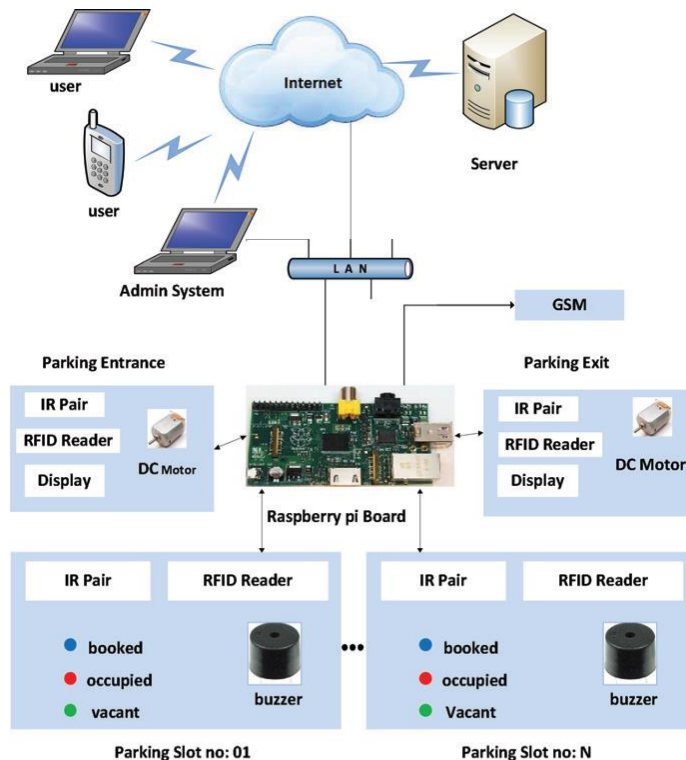 user
Internet
Server
user
Admin System
L A N
GSM
Parking Entrance
IR Pair
RFID Reader
Display
DC Motor
Parking Exit
IR Pair
RFID Reader
Display
DC Motor
Raspberry pi Board
IR Pair
RFID Reader
booked
occupied
vacant
buzzer
Parking Slot no: 01
•••
IR Pair
RFID Reader
booked
occupied
Vacant
buzzer
Parking Slot no: N